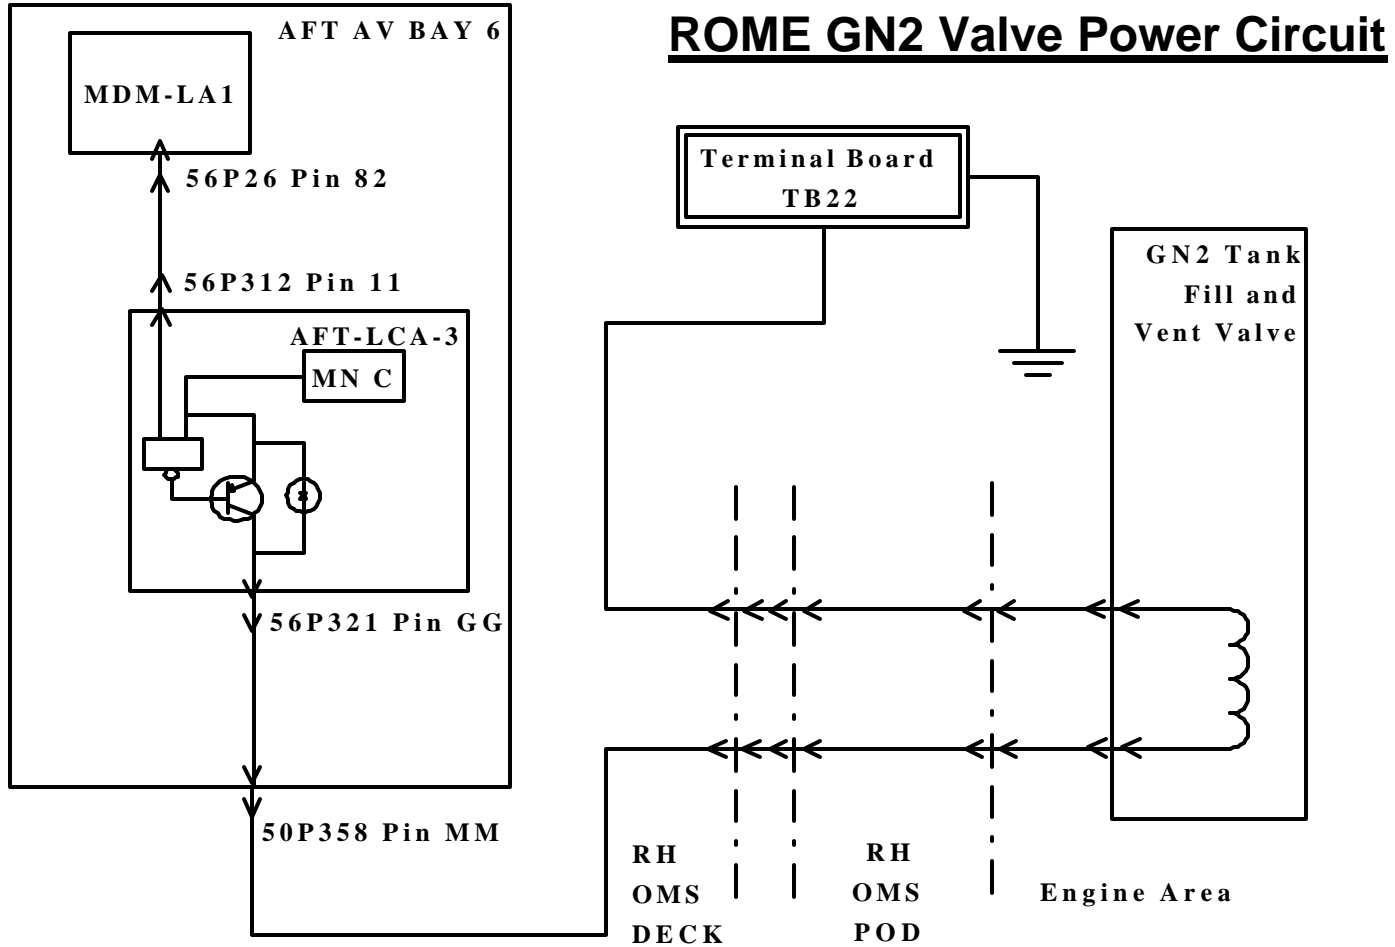 ROME GN2 Valve Power Circuit
AFT AV BAY 6
MDM-LA1
56P26 Pin 82
56P312 Pin 11
AFT-LCA-3
MN C
56P321 Pin GG
50P358 Pin MM
Terminal Board
TB22
GN2 Tank
Fill and
Vent Valve
RH
OMS
DECK
RH
OMS
POD
Engine Area